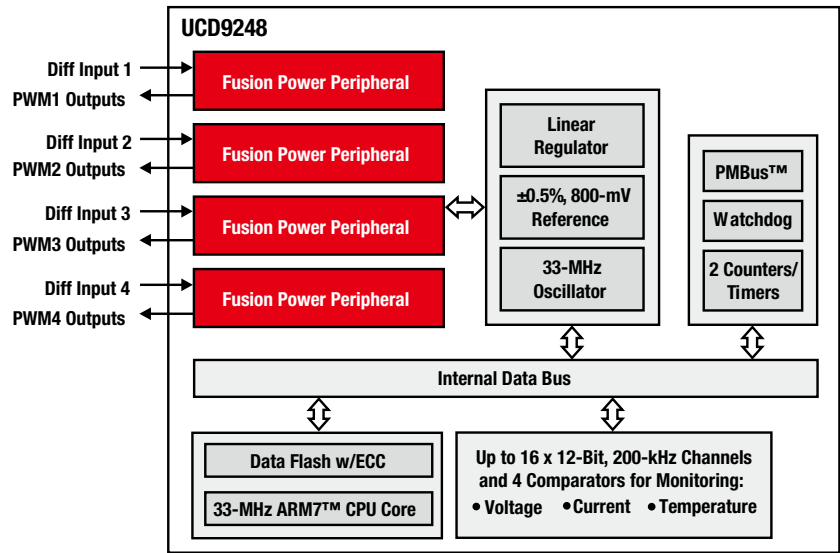 UCD9248
Diff Input 1
PWM1 Outputs
Fusion Power Peripheral
Diff Input 2
PWM2 Outputs
Fusion Power Peripheral
Diff Input 3
PWM3 Outputs
Fusion Power Peripheral
Diff Input 4
PWM4 Outputs
Fusion Power Peripheral
Linear
Regulator
±0.5%, 800-mV
Reference
33-MHz
Oscillator
PMBus™
Watchdog
2 Counters/
Timers
Internal Data Bus
Data Flash w/ECC
33-MHz ARM7™ CPU Core
Up to 16 x 12-Bit, 200-kHz Channels
and 4 Comparators for Monitoring:
• Voltage • Current • Temperature